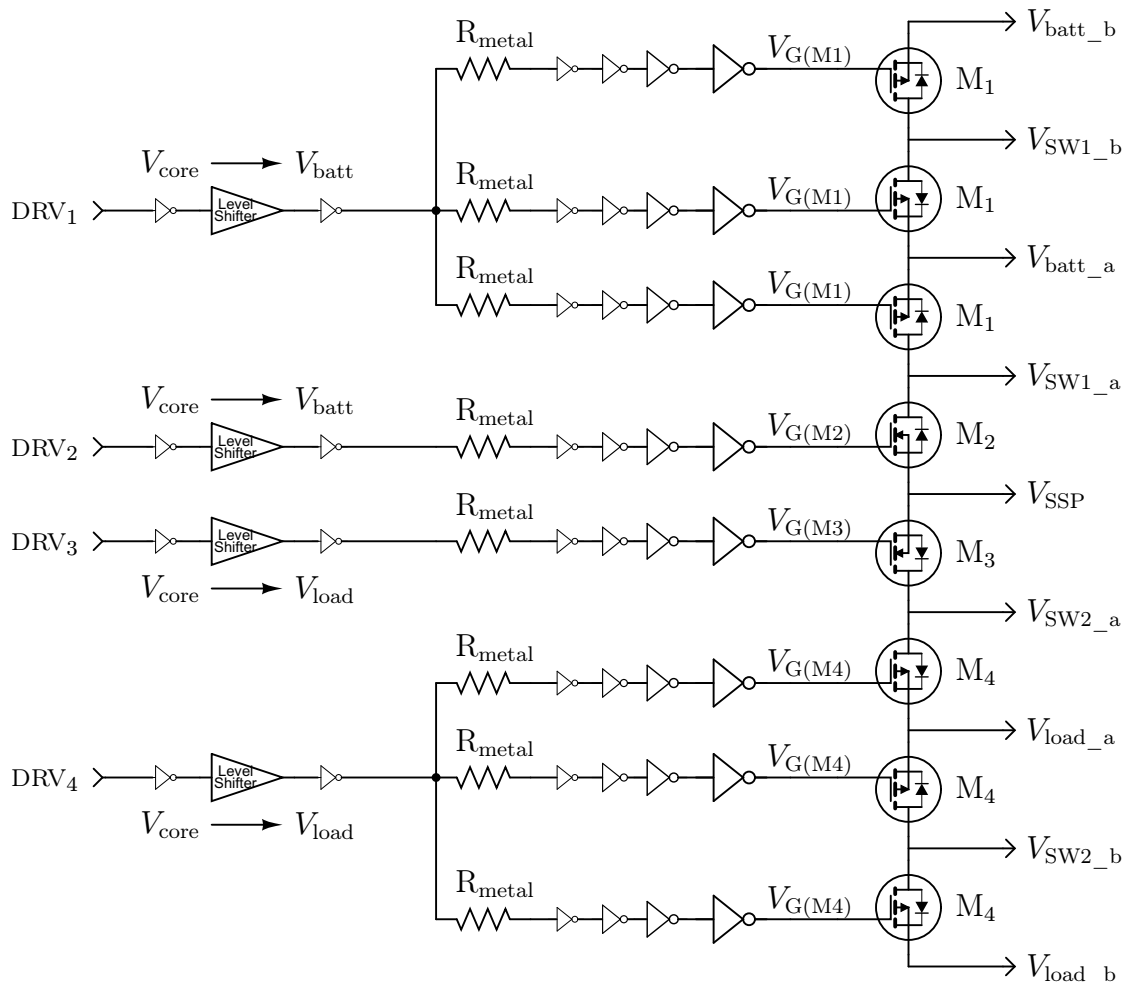 R_metal V_G(M1) V_batt_b
M_1
V_core V_batt V_SW1_b
R_metal V_G(M1) M_1
DRV_1 Level Shifter
R_metal V_G(M1) V_batt_a
M_1
V_core V_batt V_SW1_a
DRV_2 Level Shifter R_metal V_G(M2) M_2
V_SSP
DRV_3 Level Shifter R_metal V_G(M3) M_3
V_core V_load
V_SW2_a
R_metal V_G(M4) M_4
R_metal V_load_a
DRV_4 Level Shifter V_G(M4) M_4
V_core V_load
V_SW2_b
R_metal V_G(M4) M_4
V_load_b